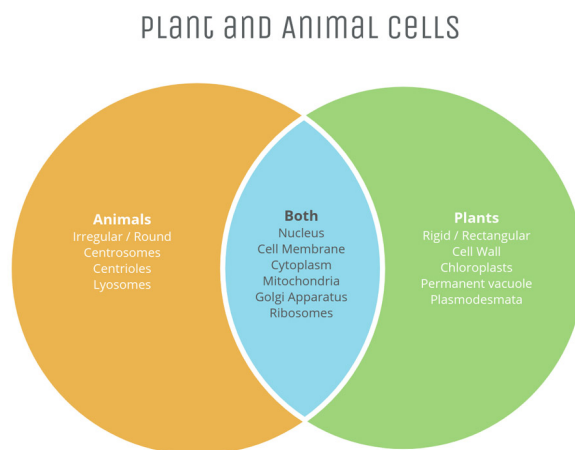 Plant and Animal Cells
Animals
Irregular / Round
Centrosomes
Centrioles
Lyosomes
Both
Nucleus
Cell Membrane
Cytoplasm
Mitochondria
Golgi Apparatus
Ribosomes
Plants
Rigid / Rectangular
Cell Wall
Chloroplasts
Permanent vacuole
Plasmodesmata